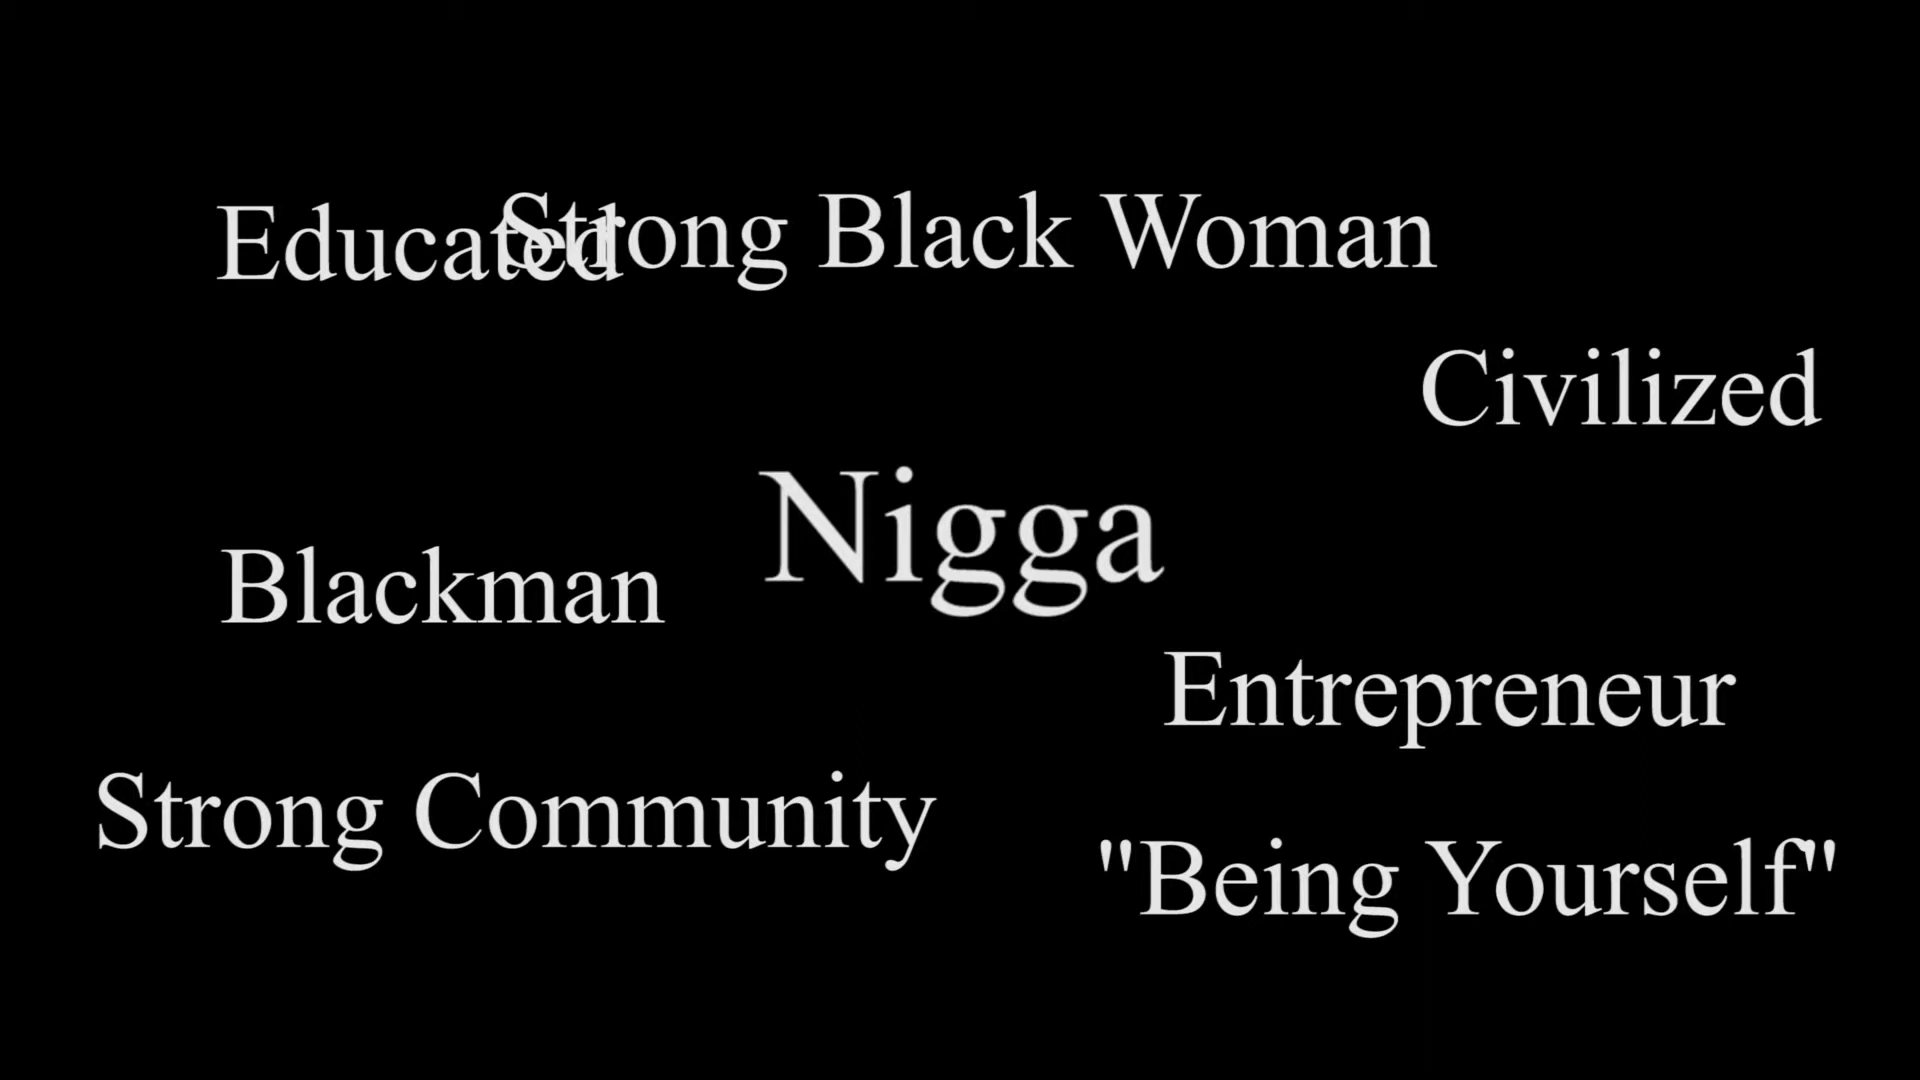 Educated
Strong Black Woman
Civilized
Nigga
Blackman
Entrepreneur
Strong Community
"Being Yourself"